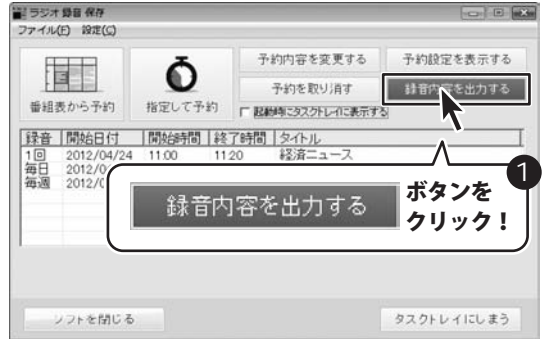 ラジオ 録音 保存
ファイル(F) 設定(C)
番組表から予約
指定して予約
予約内容を変更する
予約設定を表示する
予約を取り消す
録音内容を出力する
起動時にタスクトレイに表示する
録音 開始日付 開始時間 終了時間 タイトル
1回 2012/04/24 11:00 11:20 経済ニュース
毎日 2012/0
毎週 2012/0
録音内容を出力する
ボタンを
クリック！
1
ソフトを閉じる
タスクトレイにしまう